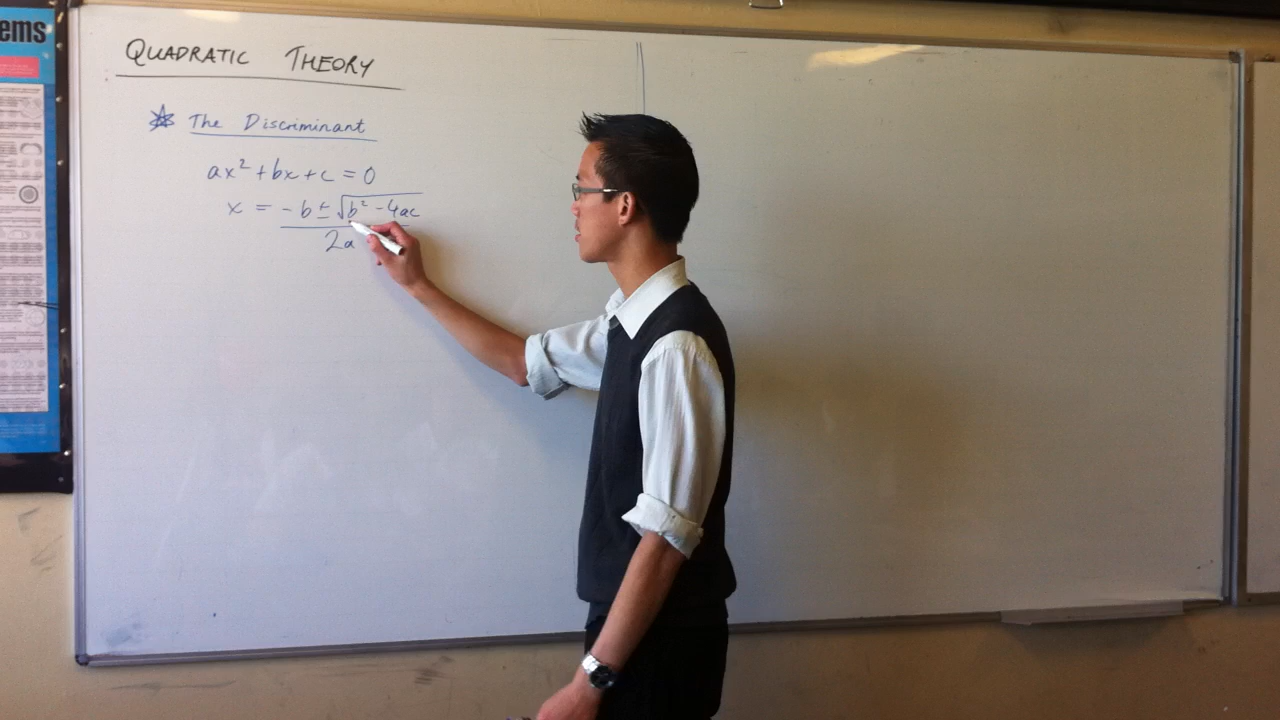 ems
QUADRATIC THEORY
The Discriminant
ax² + bx + c = 0
x = -b ± √b² - 4ac
2a